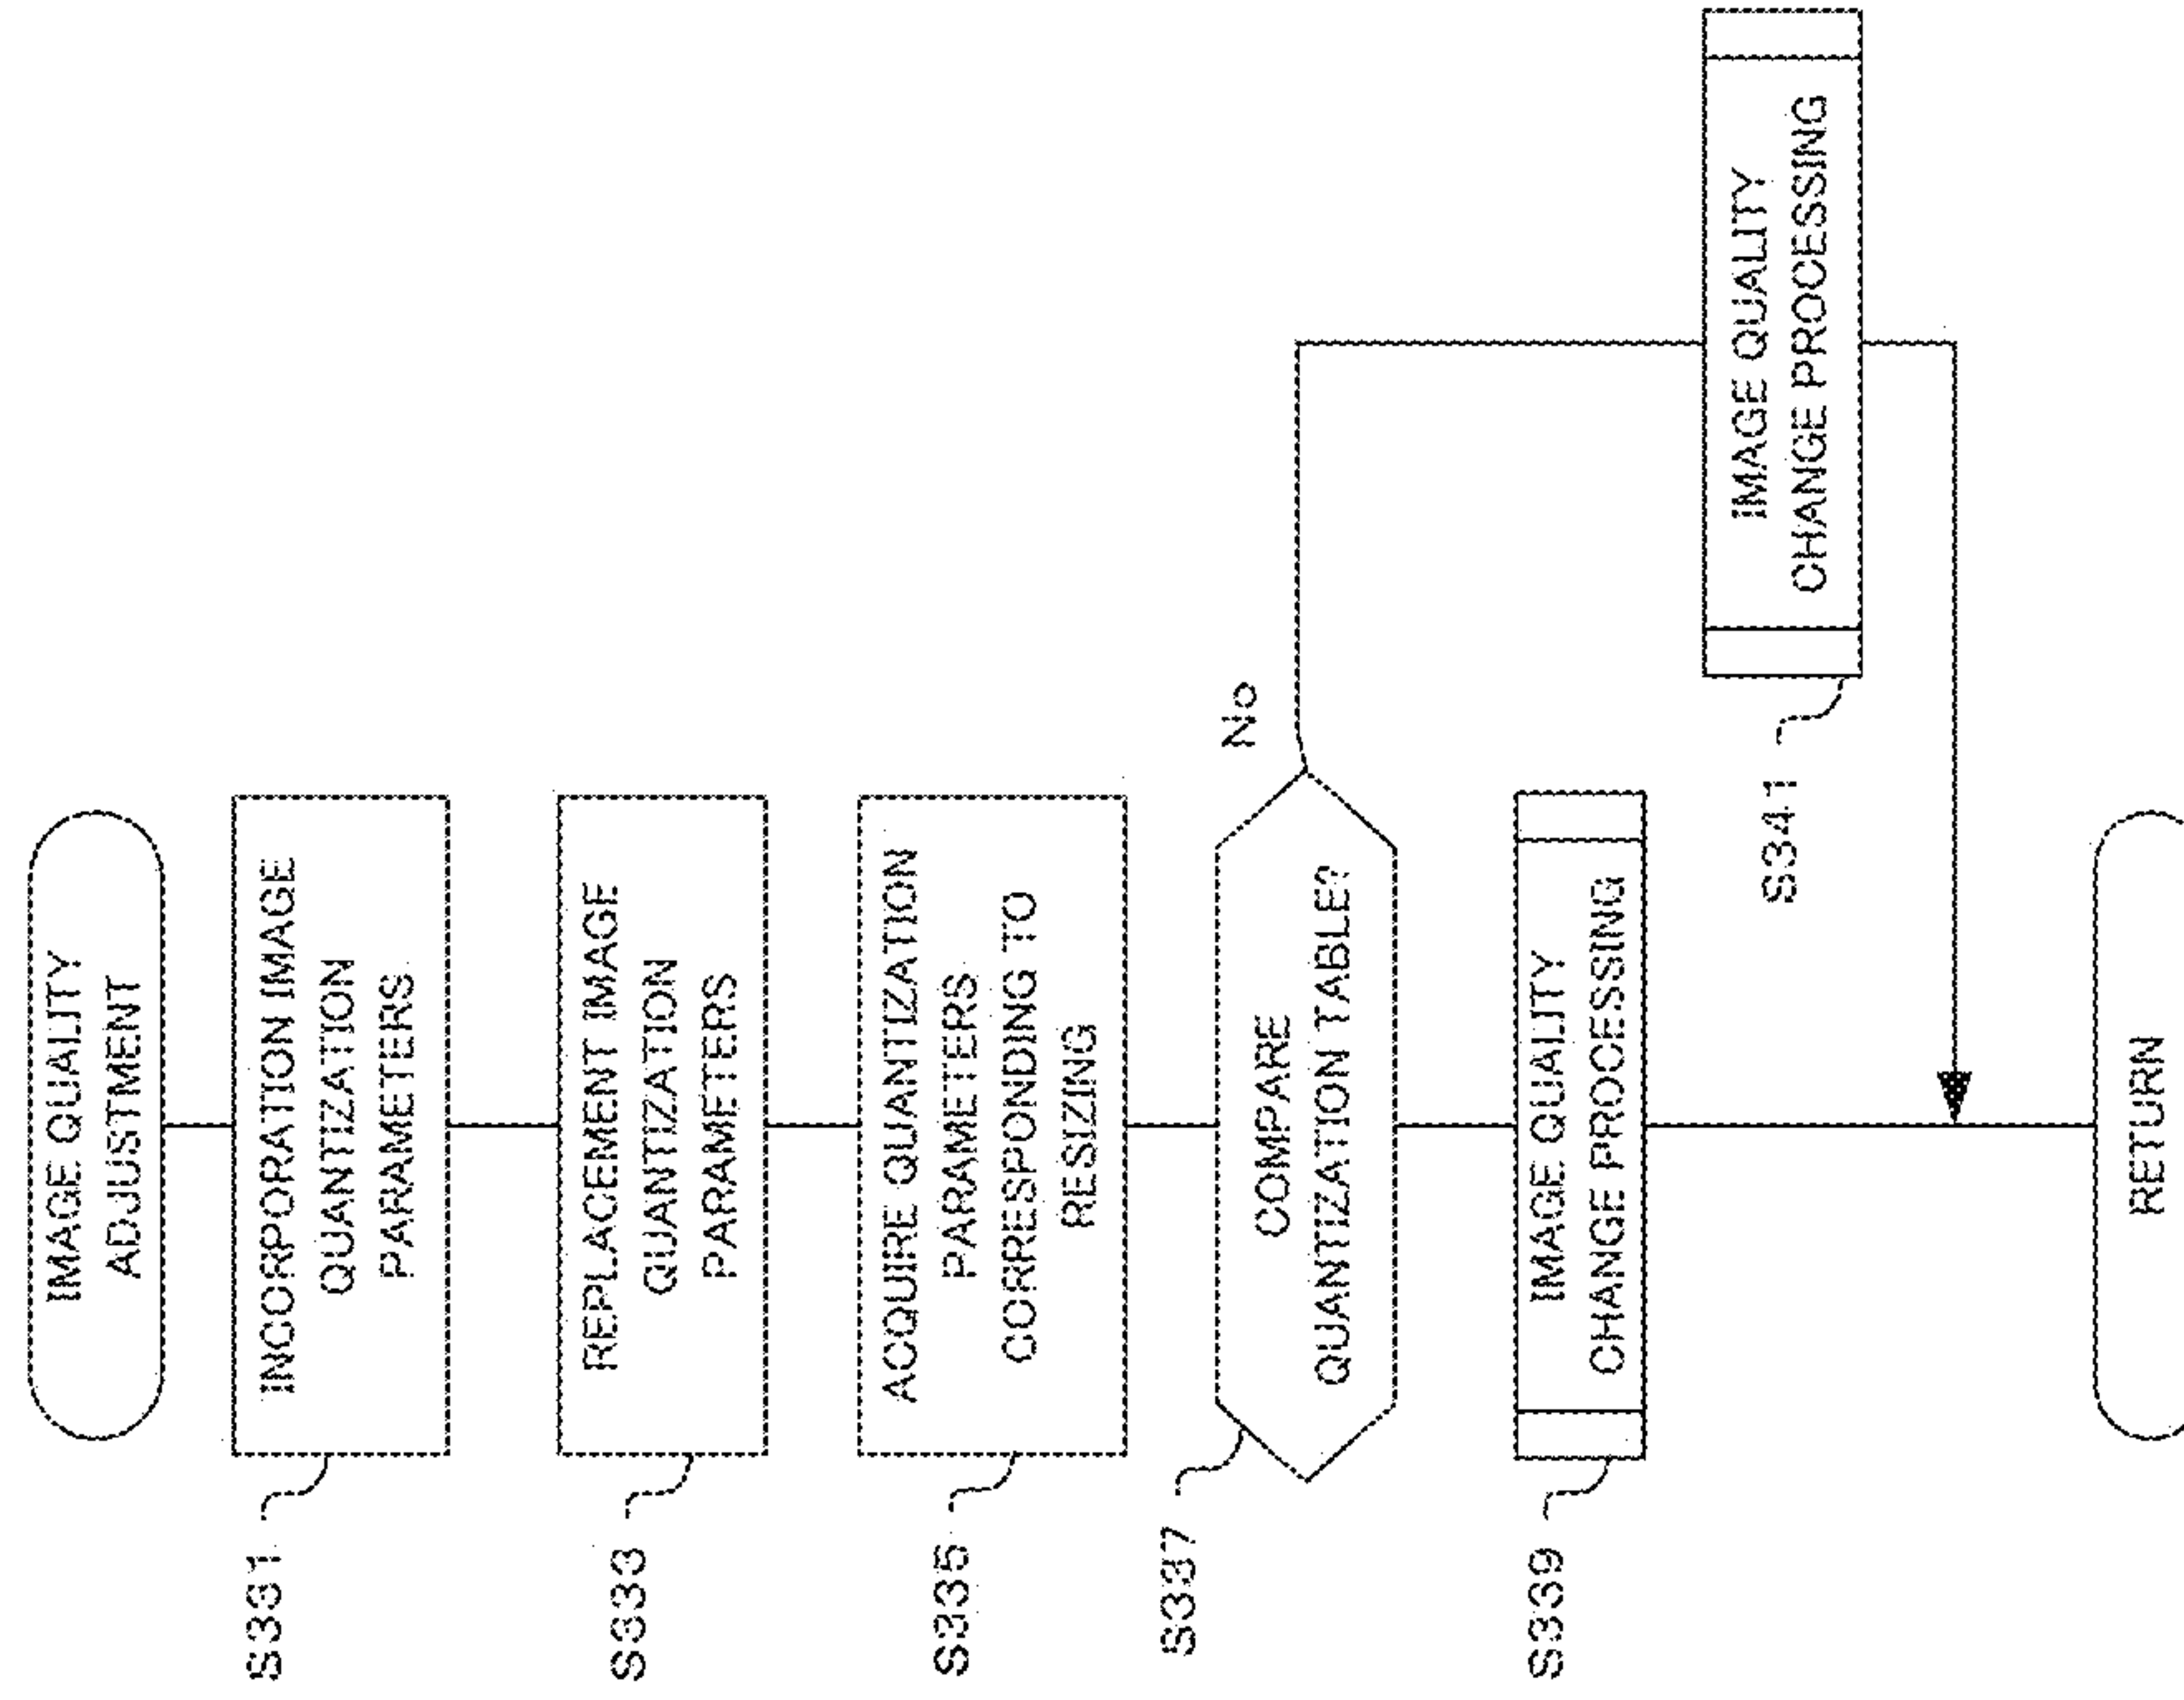 IMAGE QUALITY
ADJUSTMENT
S331
INCORPORATION IMAGE
QUANTIZATION
PARAMETERS
S333
REPLACEMENT IMAGE
QUANTIZATION
PARAMETERS
S335
ACQUIRE QUANTIZATION
PARAMETERS
CORRESPONDING TO
RESIZING
S337
COMPARE
QUANTIZATION TABLE?
No
S339
IMAGE QUALITY
CHANGE PROCESSING
S341
IMAGE QUALITY
CHANGE PROCESSING
RETURN